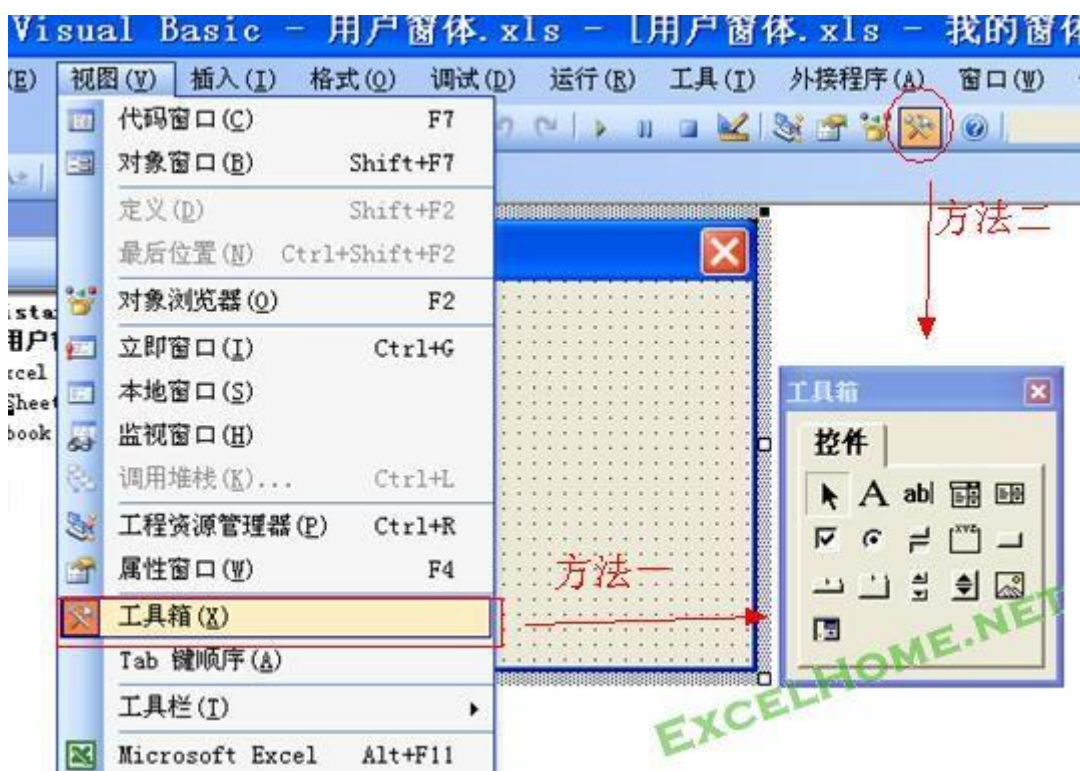 Visual Basic - 用户窗体.xls - [用户窗体.xls - 我的窗体
(E) 视图(V) 插入(I) 格式(O) 调试(D) 运行(R) 工具(T) 外接程序(A) 窗口(W)
代码窗口(C) F7
对象窗口(B) Shift+F7
定义(D) Shift+F2
最后位置(N) Ctrl+Shift+F2
对象浏览器(O) F2
立即窗口(I) Ctrl+G
本地窗口(S)
监视窗口(H)
调用堆栈(K)... Ctrl+L
工程资源管理器(P) Ctrl+R
属性窗口(W) F4
工具箱(X)
Tab 键顺序(A)
工具栏(T)
Microsoft Excel Alt+F11
方法二
方法一
工具箱
控件
A ab
XYZ
EXCELHOME.NET